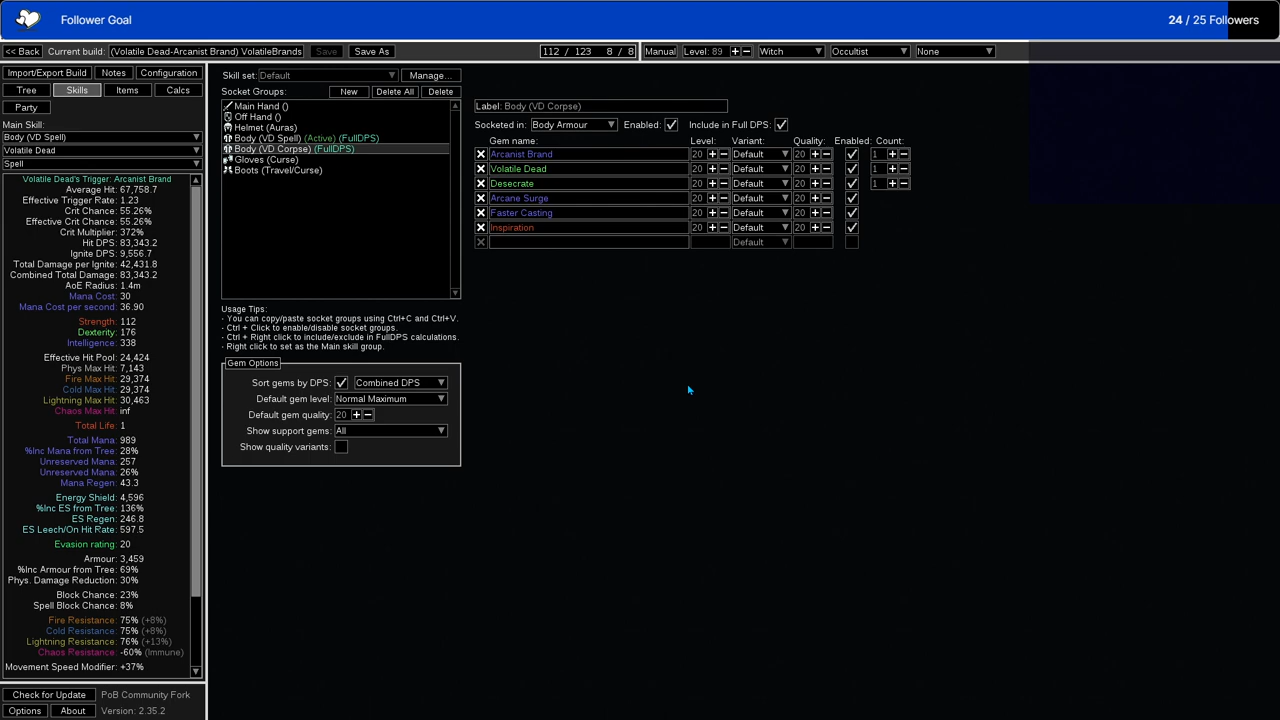 Follower Goal
24 / 25 Followers
<< Back Current build: (Volatile Dead-Arcanist Brand) VolatileBrands Save Save As 112 / 123 8 / 8 Manual Level: 89 + - Witch Occultist None
Import/Export Build Notes Configuration
Tree Skills Items Calcs
Party
Main Skill:
Body (VD Spell)
Volatile Dead
Spell
Volatile Dead's Trigger: Arcanist Brand
Average Hit: 67,758.7
Effective Trigger Rate: 1.23
Crit Chance: 55.26%
Effective Crit Chance: 55.26%
Crit Multiplier: 372%
Hit DPS: 83,343.2
Ignite DPS: 9,556.7
Total Damage per Ignite: 42,431.8
Combined Total Damage: 83,343.2
AoE Radius: 1.4m
Mana Cost: 30
Mana Cost per second: 36.90
Strength: 112
Dexterity: 176
Intelligence: 338
Effective Hit Pool: 24,424
Phys Max Hit: 7,143
Fire Max Hit: 29,374
Cold Max Hit: 29,374
Lightning Max Hit: 30,463
Chaos Max Hit: inf
Total Life: 1
Total Mana: 989
%Inc Mana from Tree: 28%
Unreserved Mana: 257
Unreserved Mana: 26%
Mana Regen: 43.3
Energy Shield: 4,596
%Inc ES from Tree: 136%
ES Regen: 246.8
ES Leech/On Hit Rate: 597.5
Evasion rating: 20
Armour: 3,459
%Inc Armour from Tree: 69%
Phys. Damage Reduction: 30%
Block Chance: 23%
Spell Block Chance: 8%
Fire Resistance: 75% (+8%)
Cold Resistance: 75% (+8%)
Lightning Resistance: 76% (+13%)
Chaos Resistance: -60% (Immune)
Movement Speed Modifier: +37%
Check for Update PoB Community Fork
Options About Version: 2.35.2
Skill set: Default Manage...
Socket Groups: New Delete All Delete
Main Hand ()
Off Hand ()
Helmet (Auras)
Body (VD Spell) (Active) (FullDPS)
Body (VD Corpse) (FullDPS)
Gloves (Curse)
Boots (Travel/Curse)
Usage Tips:
- You can copy/paste socket groups using Ctrl+C and Ctrl+V.
- Ctrl + Click to enable/disable socket groups.
- Ctrl + Right click to include/exclude in FullDPS calculations.
- Right click to set as the Main skill group.
Gem Options
Sort gems by DPS: Combined DPS
Default gem level: Normal Maximum
Default gem quality: 20 + -
Show support gems: All
Show quality variants:
Label: Body (VD Corpse)
Socketed in: Body Armour Enabled: Include in Full DPS:
Gem name: Level: Variant: Quality: Enabled: Count:
X Arcanist Brand 20 + - Default 20 + - 1 + -
X Volatile Dead 20 + - Default 20 + - 1 + -
X Desecrate 20 + - Default 20 + - 1 + -
X Arcane Surge 20 + - Default 20 + -
X Faster Casting 20 + - Default 20 + -
X Inspiration 20 + - Default 20 + -
X Default